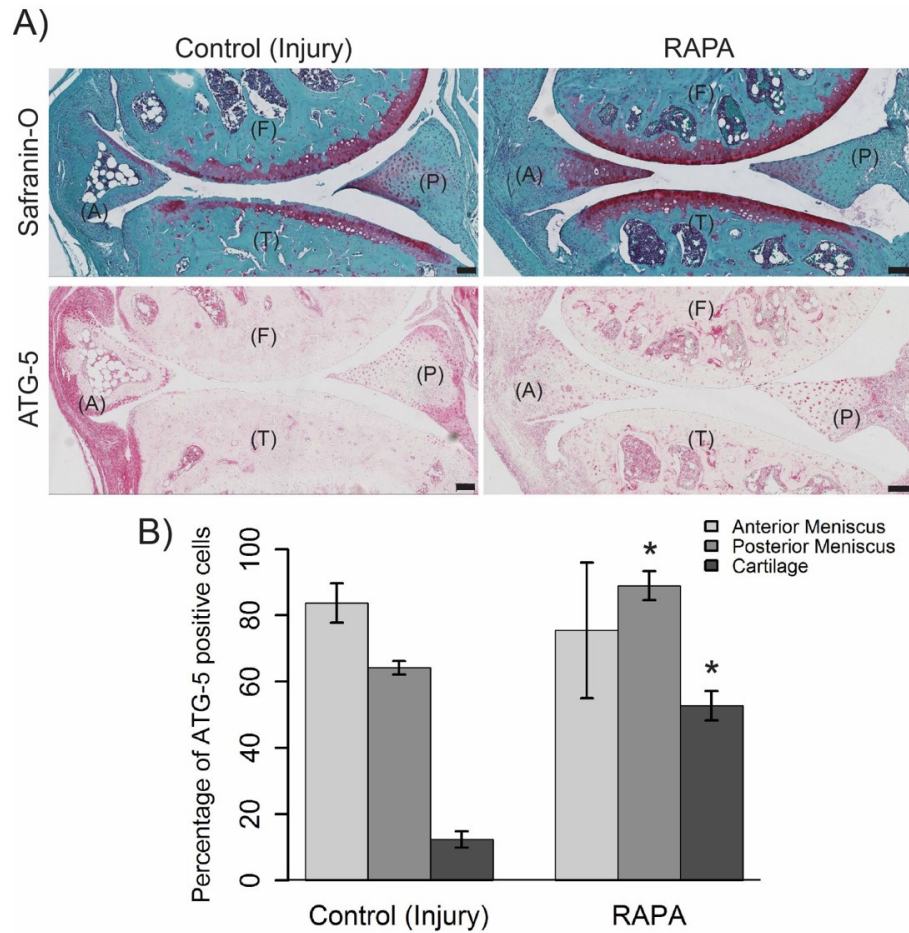 A)
Control (Injury)
RAPA
Safranin-O
(F)
(A)
(P)
(T)
(F)
(A)
(P)
(T)
ATG-5
(F)
(A)
(P)
(T)
(F)
(A)
(P)
(T)
B)
Percentage of ATG-5 positive cells
100
80
60
40
20
0
Anterior Meniscus
Posterior Meniscus
Cartilage
*
*
Control (Injury)
RAPA